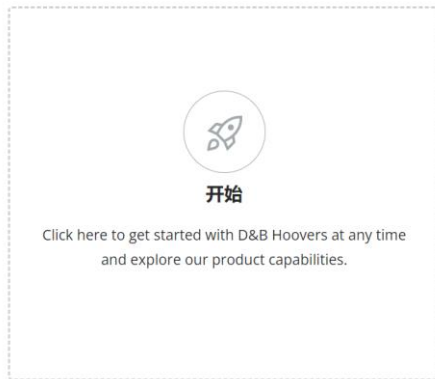 开始
Click here to get started with D&B Hoovers at any time
and explore our product capabilities.